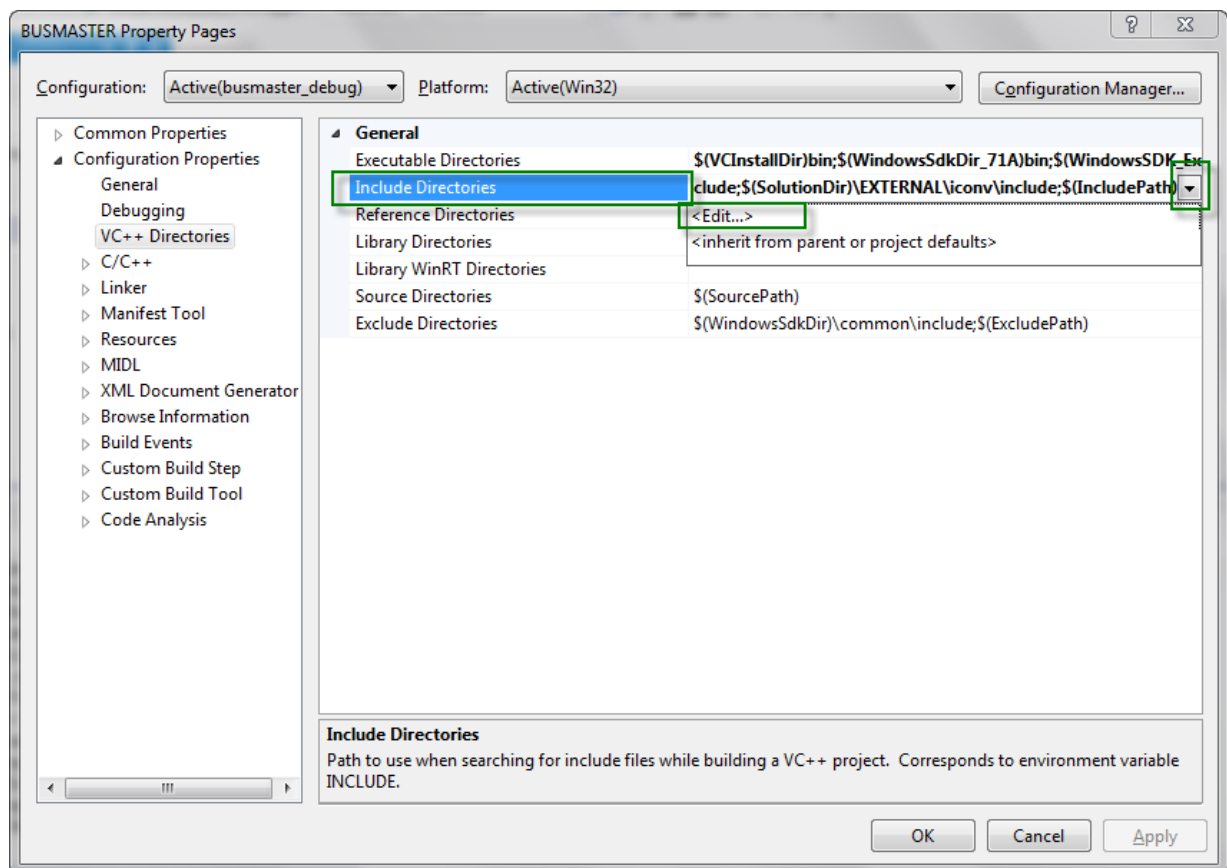 BUSMASTER Property Pages
Configuration: Active(busmaster_debug) Platform: Active(Win32) Configuration Manager...
Common Properties
Configuration Properties
General
Debugging
VC++ Directories
C/C++
Linker
Manifest Tool
Resources
MIDL
XML Document Generator
Browse Information
Build Events
Custom Build Step
Custom Build Tool
Code Analysis
General
Executable Directories $(VCInstallDir)bin;$(WindowsSdkDir_71A)bin;$(WindowsSDK_Ex
Include Directories clude;$(SolutionDir)\EXTERNAL\iconv\include;$(IncludePath)
Reference Directories <Edit...>
Library Directories <inherit from parent or project defaults>
Library WinRT Directories
Source Directories $(SourcePath)
Exclude Directories $(WindowsSdkDir)\common\include;$(ExcludePath)
Include Directories
Path to use when searching for include files while building a VC++ project. Corresponds to environment variable
INCLUDE.
OK Cancel Apply